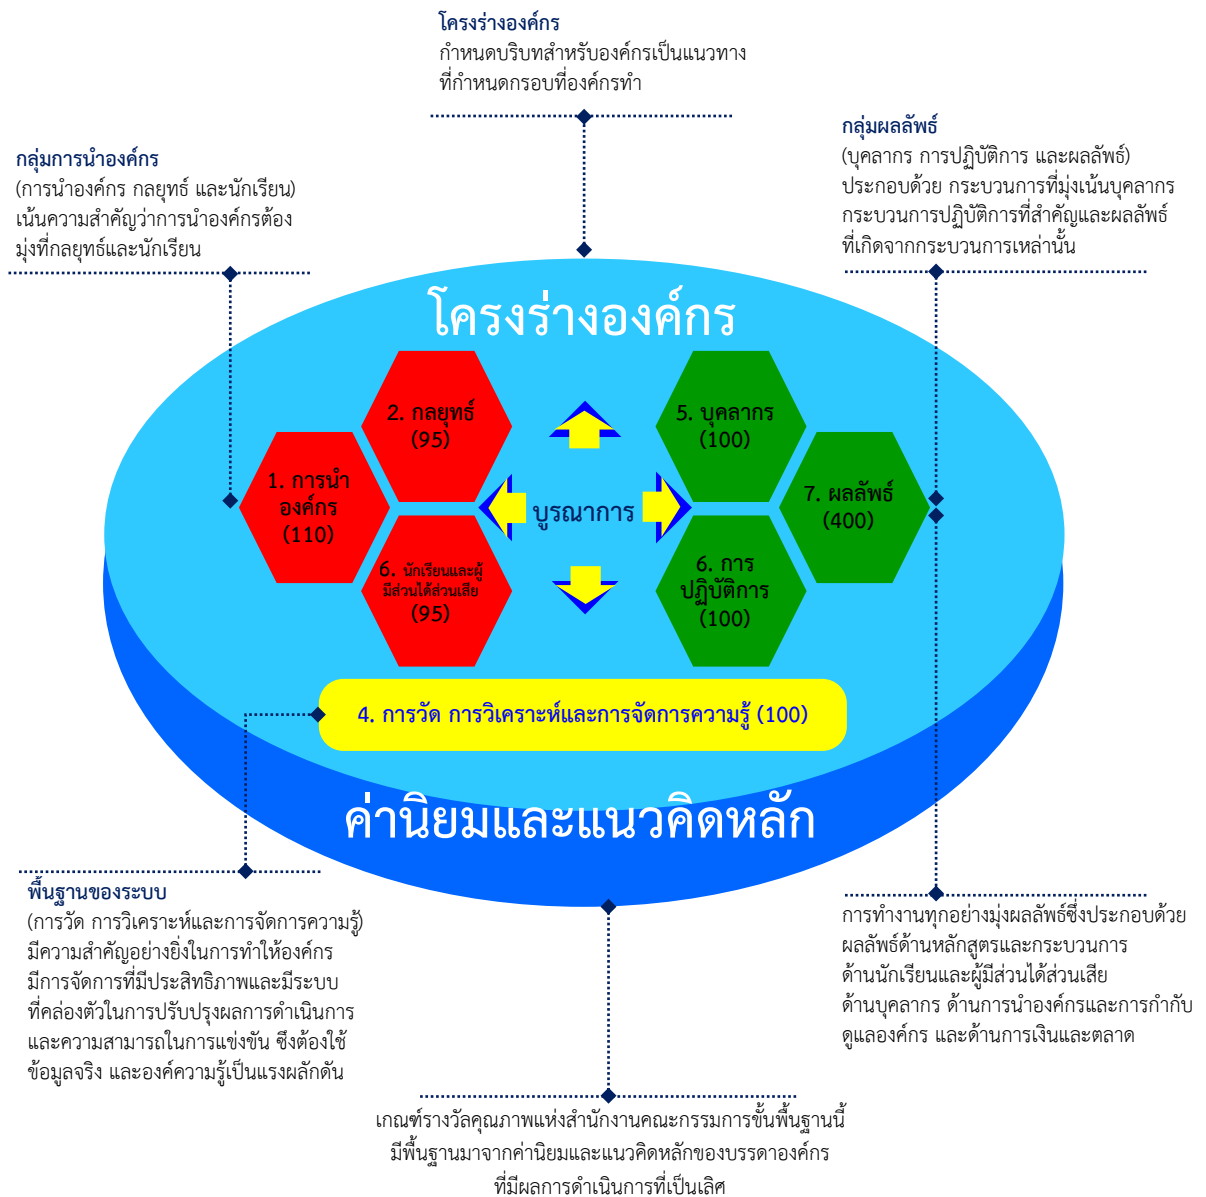 โครงร่างองค์กร
กำหนดบริบทสำหรับองค์กรเป็นแนวทาง
ที่กำหนดกรอบที่องค์กรทำ
กลุ่มการนำองค์กร
(การนำองค์กร กลยุทธ์ และนักเรียน)
เน้นความสำคัญว่าการนำองค์กรต้อง
มุ่งที่กลยุทธ์และนักเรียน
กลุ่มผลลัพธ์
(บุคลากร การปฏิบัติการ และผลลัพธ์)
ประกอบด้วย กระบวนการที่มุ่งเน้นบุคลากร
กระบวนการปฏิบัติการที่สำคัญและผลลัพธ์
ที่เกิดจากกระบวนการเหล่านั้น
โครงร่างองค์กร
2. กลยุทธ์
(95)
5. บุคลากร
(100)
1. การนำ
องค์กร
(110)
บูรณาการ
7. ผลลัพธ์
(400)
6. นักเรียนและผู้
มีส่วนได้ส่วนเสีย
(95)
6. การ
ปฏิบัติการ
(100)
4. การวัด การวิเคราะห์และการจัดการความรู้ (100)
ค่านิยมและแนวคิดหลัก
พื้นฐานของระบบ
(การวัด การวิเคราะห์และการจัดการความรู้)
มีความสำคัญอย่างยิ่งในการทำให้องค์กร
มีการจัดการที่มีประสิทธิภาพและมีระบบ
ที่คล่องตัวในการปรับปรุงผลการดำเนินการ
และความสามารถในการแข่งขัน ซึงต้องใช้
ข้อมูลจริง และองค์ความรู้เป็นแรงผลักดัน
การทำงานทุกอย่างมุ่งผลลัพธ์ซึ่งประกอบด้วย
ผลลัพธ์ด้านหลักสูตรและกระบวนการ
ด้านนักเรียนและผู้มีส่วนได้ส่วนเสีย
ด้านบุคลากร ด้านการนำองค์กรและการกำกับ
ดูแลองค์กร และด้านการเงินและตลาด
เกณฑ์รางวัลคุณภาพแห่งสำนักงานคณะกรรมการขั้นพื้นฐานนี้
มีพื้นฐานมาจากค่านิยมและแนวคิดหลักของบรรดาองค์กร
ที่มีผลการดำเนินการที่เป็นเลิศ